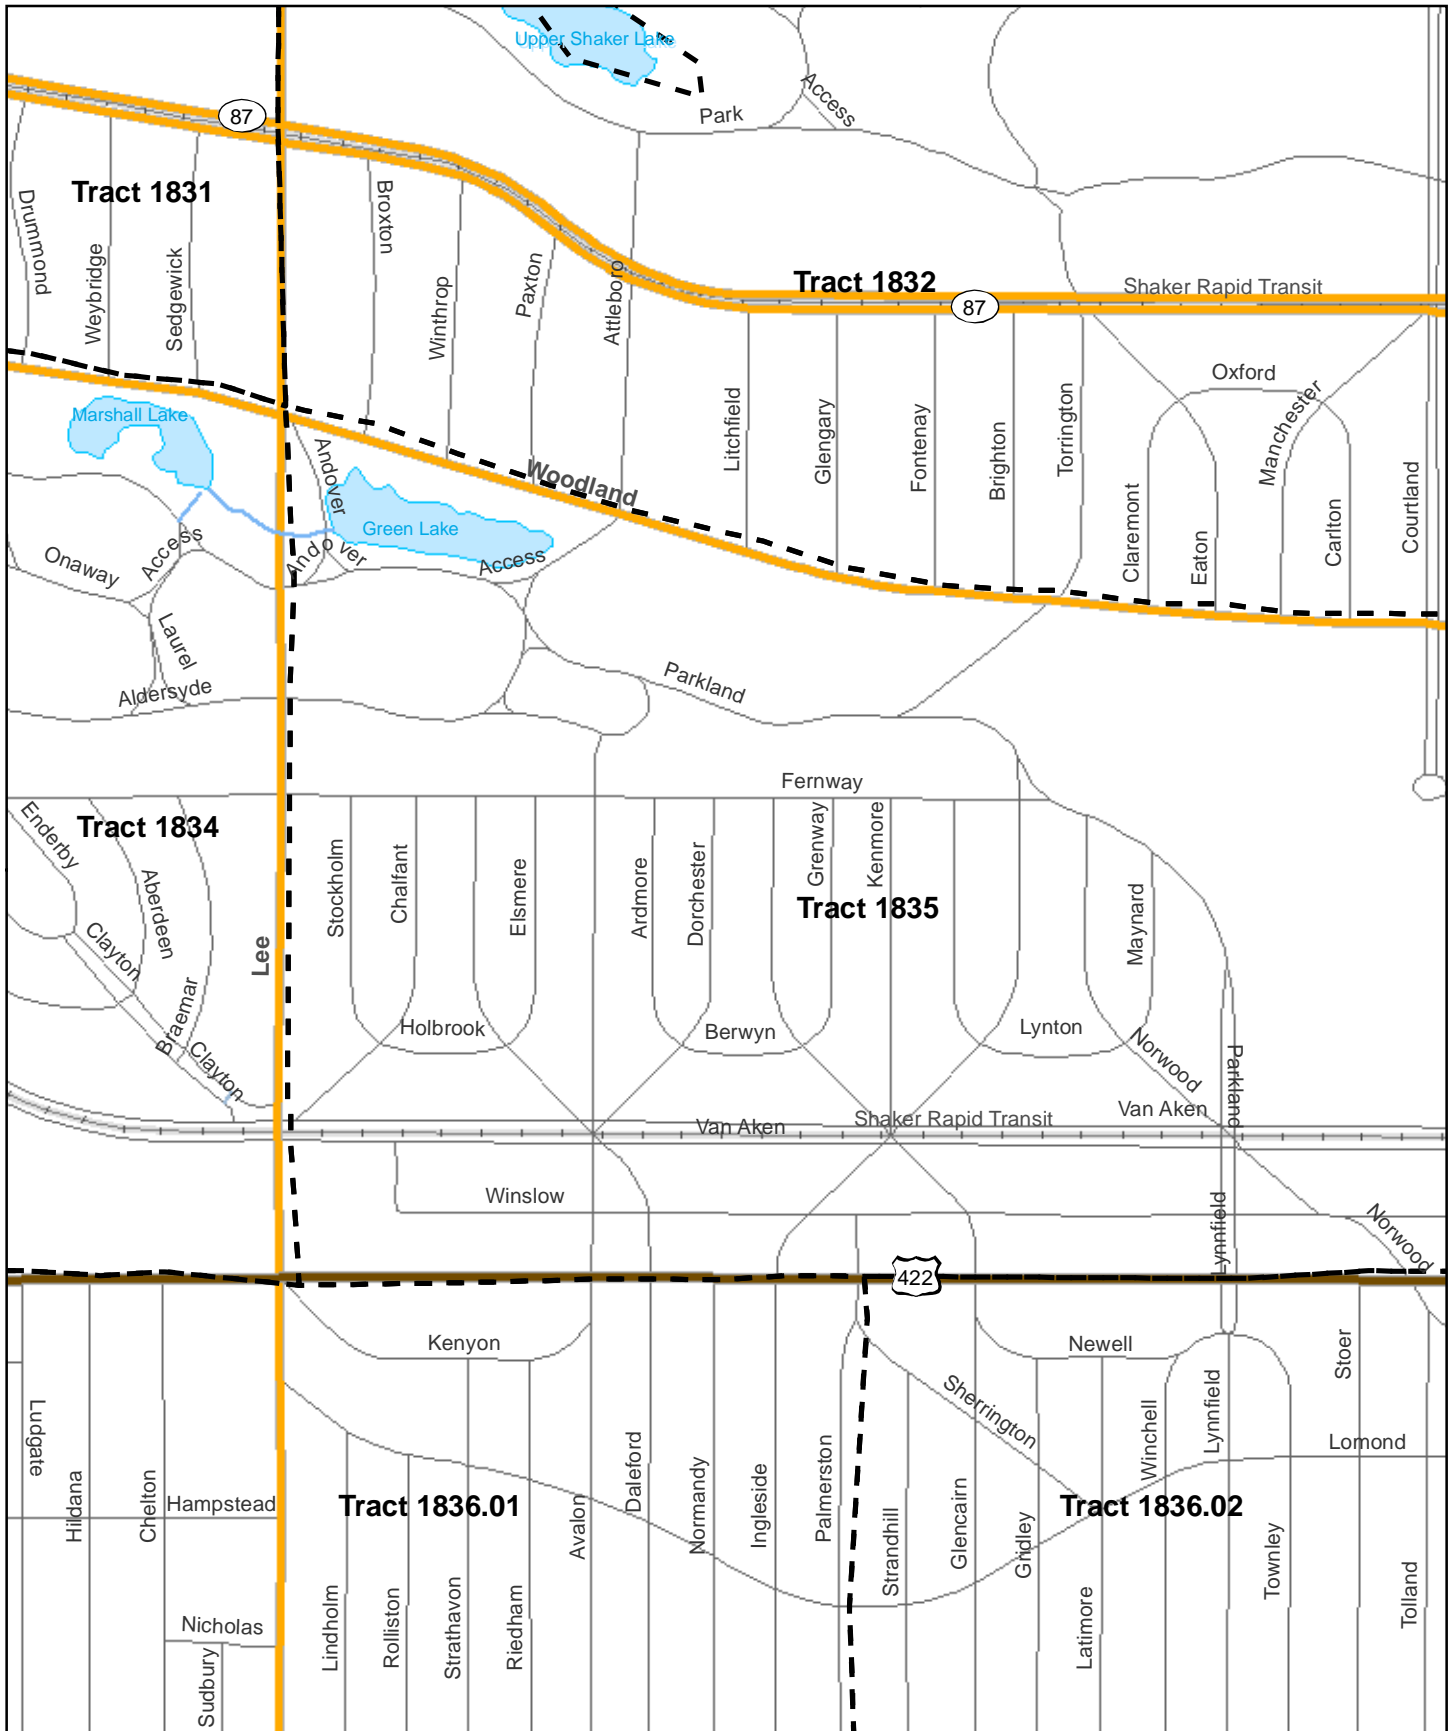 Upper Shaker Lake
Access
Park
87
Tract 1831
Drummond
Weybridge
Sedgewick
Broxton
Winthrop
Paxton
Attleboro
Tract 1832
Shaker Rapid Transit
87
Oxford
Manchester
Litchfield
Glengary
Fontenay
Brighton
Torrington
Claremont
Eaton
Carlton
Courtland
Marshall Lake
Andover
Woodland
Green Lake
Onaway
Access
Andover
Access
Laurel
Aldersyde
Parkland
Fernway
Enderby
Tract 1834
Aberdeen
Clayton
Braemar
Clayton
Lee
Stockholm
Chalfant
Elsmere
Ardmore
Dorchester
Grenway
Kenmore
Tract 1835
Maynard
Holbrook
Berwyn
Lynton
Norwood
Parkland
Van Aken
Shaker Rapid Transit
Van Aken
Winslow
Lynnfield
Norwood
422
Kenyon
Newell
Stoer
Sherrington
Ludgate
Hildana
Chelton
Hampstead
Tract 1836.01
Avalon
Daleford
Normandy
Ingleside
Palmerston
Strandhill
Glencairn
Gridley
Winchell
Lynnfield
Lomond
Tract 1836.02
Townley
Tolland
Latimore
Nicholas
Sudbury
Lindholm
Rolliston
Strathavon
Riedham